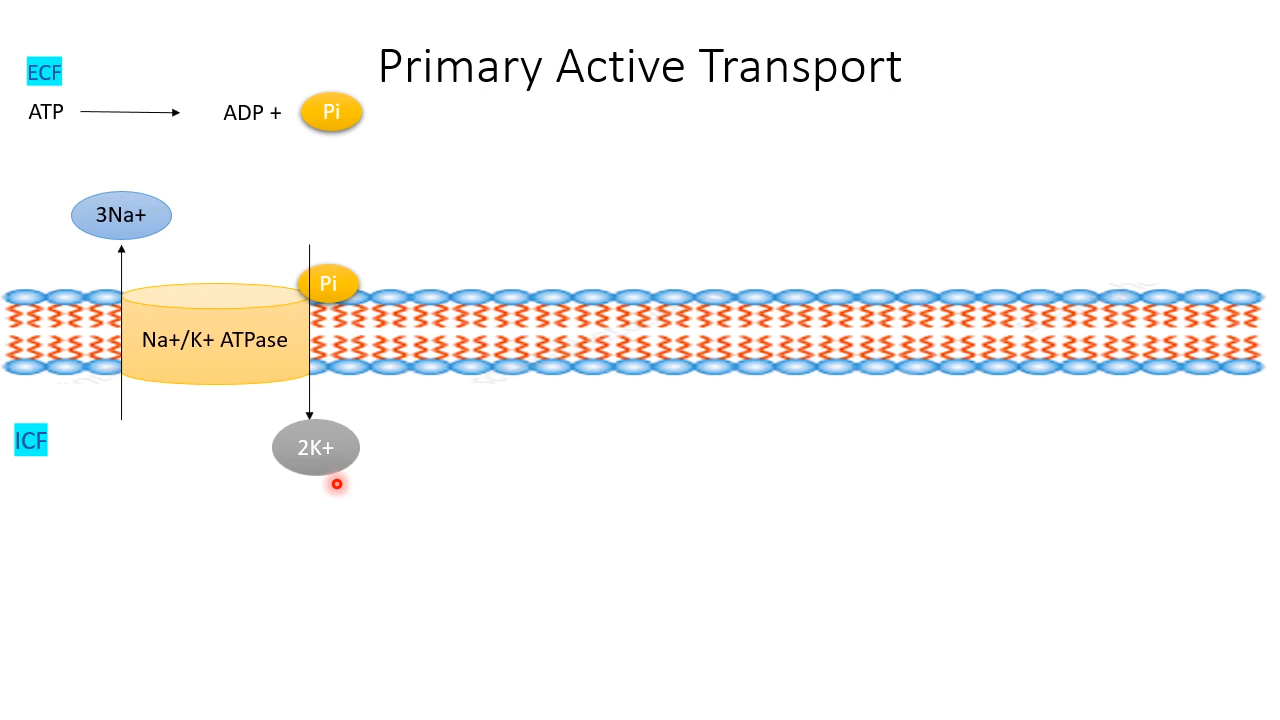 Primary Active Transport
ECF
ATP ADP + Pi
3Na+
Pi
Na+/K+ ATPase
ICF
2K+